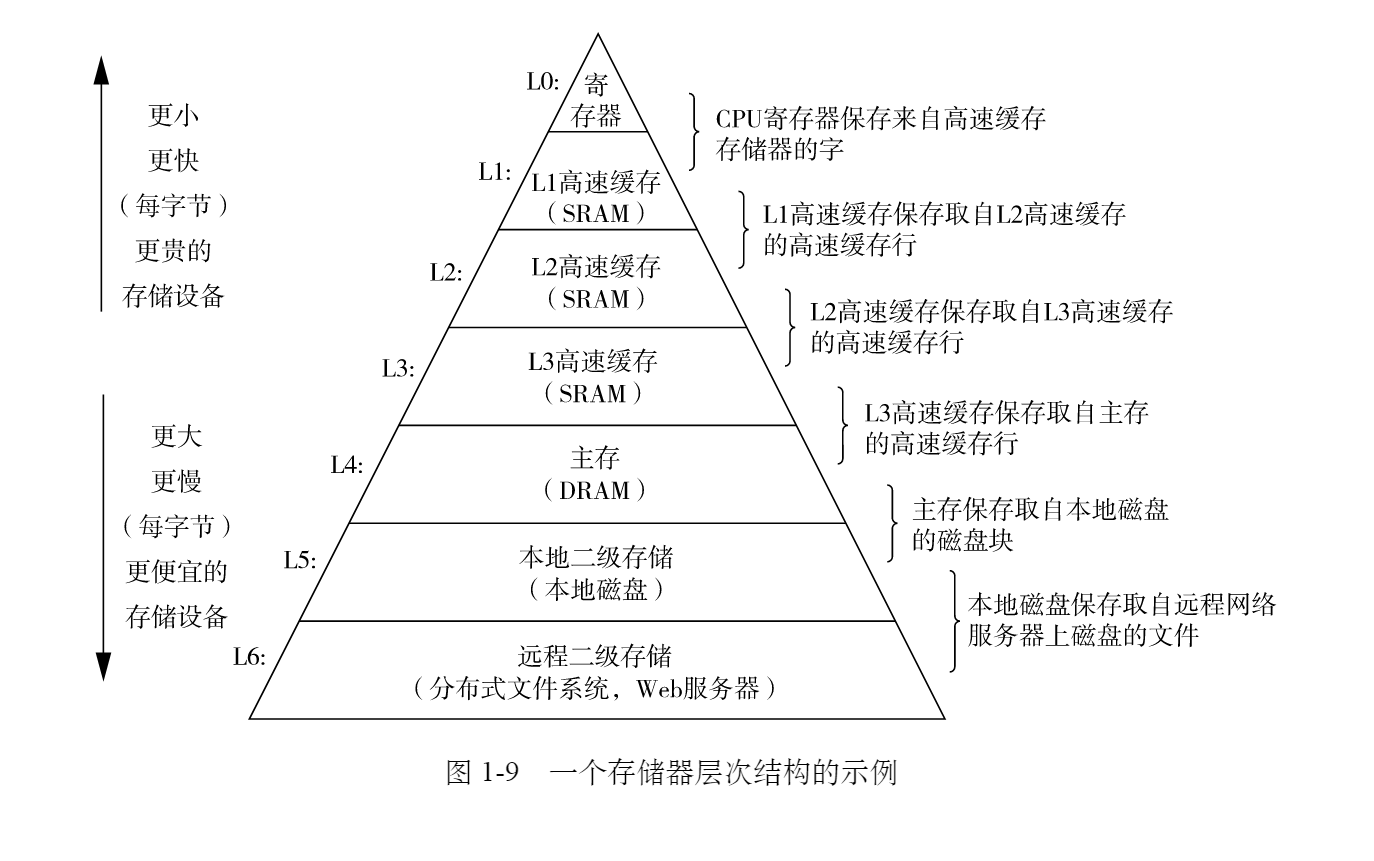 L0:
寄
存器
L1:
L1高速缓存
（SRAM）
L2:
L2高速缓存
（SRAM）
L3:
L3高速缓存
（SRAM）
L4:
主存
（DRAM）
L5:
本地二级存储
（本地磁盘）
L6:
远程二级存储
（分布式文件系统，Web服务器）
更小
更快
（每字节）
更贵的
存储设备
更大
更慢
（每字节）
更便宜的
存储设备
CPU寄存器保存来自高速缓存
存储器的字
L1高速缓存保存取自L2高速缓存
的高速缓存行
L2高速缓存保存取自L3高速缓存
的高速缓存行
L3高速缓存保存取自主存
的高速缓存行
主存保存取自本地磁盘
的磁盘块
本地磁盘保存取自远程网络
服务器上磁盘的文件
图 1-9 一个存储器层次结构的示例